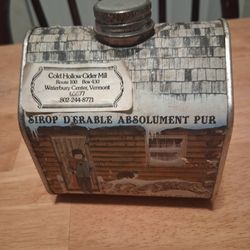 Cold Hollow Cider Mill
Route 100 Box 430
Waterbury Center, Vermont
05677
802-244-8771
SIROP D'ERABLE ABSOLUMENT PUR